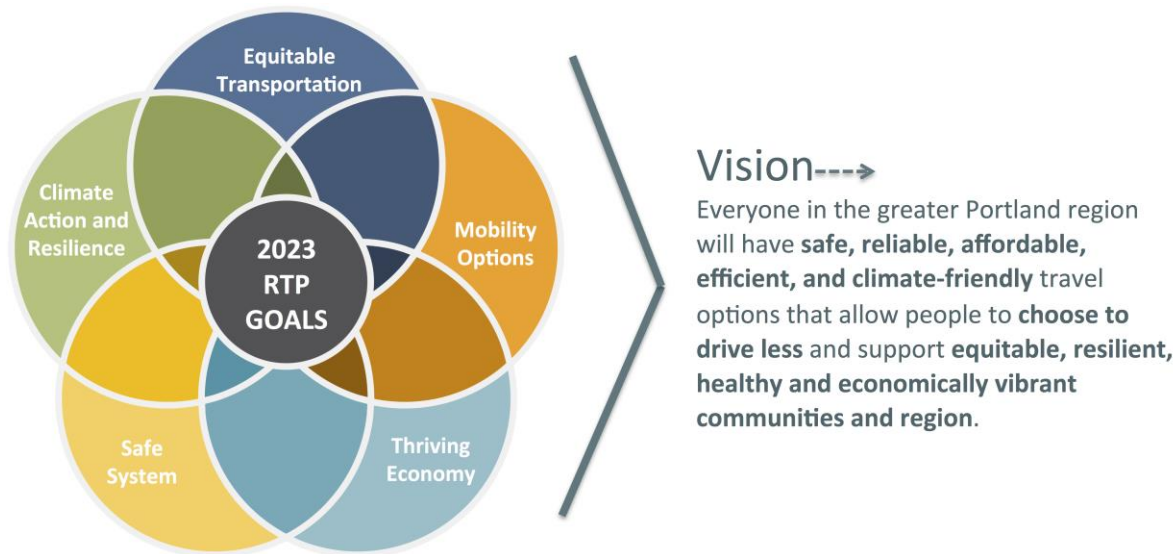 Equitable
Transportation
Climate
Action and
Resilience
Mobility
Options
2023
RTP
GOALS
Safe
System
Thriving
Economy
Vision
Everyone in the greater Portland region
will have safe, reliable, affordable,
efficient, and climate-friendly travel
options that allow people to choose to
drive less and support equitable, resilient,
healthy and economically vibrant
communities and region.